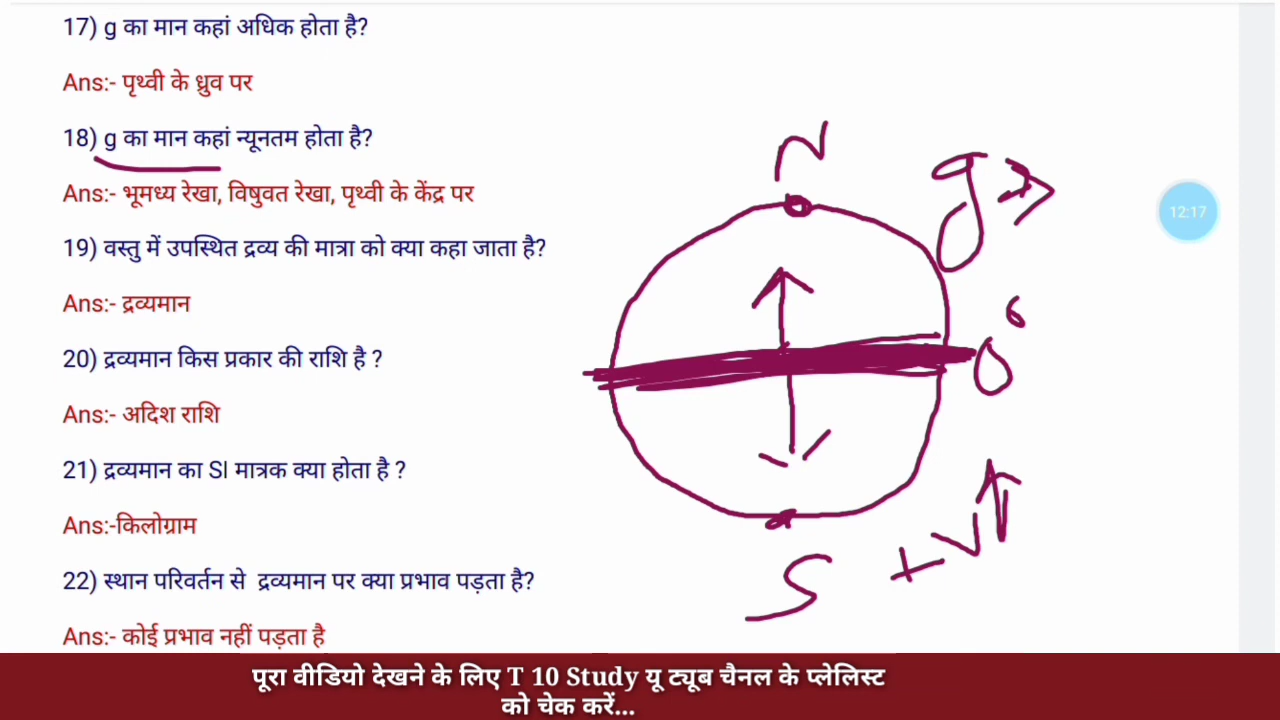 17) g का मान कहां अधिक होता है?
Ans:- पृथ्वी के ध्रुव पर
18) g का मान कहां न्यूनतम होता है?
Ans:- भूमध्य रेखा, विषुवत रेखा, पृथ्वी के केंद्र पर
19) वस्तु में उपस्थित द्रव्य की मात्रा को क्या कहा जाता है?
Ans:- द्रव्यमान
20) द्रव्यमान किस प्रकार की राशि है ?
Ans:- अदिश राशि
21) द्रव्यमान का SI मात्रक क्या होता है ?
Ans:-किलोग्राम
22) स्थान परिवर्तन से द्रव्यमान पर क्या प्रभाव पड़ता है?
Ans:- कोई प्रभाव नहीं पड़ता है
N
g
12:17
0°
S
पूरा वीडियो देखने के लिए T 10 Study यू ट्यूब चैनल के प्लेलिस्ट
को चेक करें...